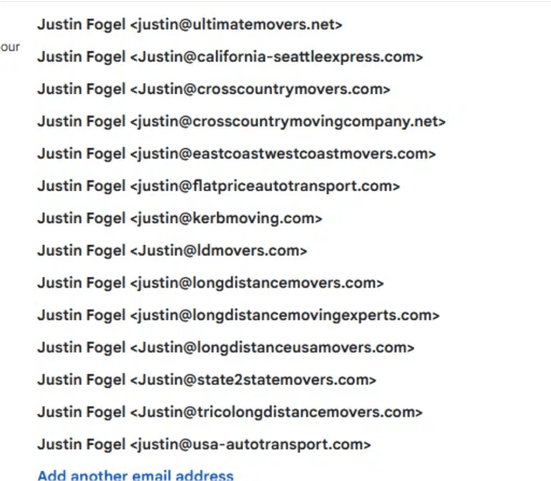 Justin Fogel <justin@ultimatemovers.net>
our
Justin Fogel <Justin@california-seattleexpress.com>
Justin Fogel <Justin@crosscountrymovers.com>
Justin Fogel <justin@crosscountrymovingcompany.net>
Justin Fogel <justin@eastcoastwestcoastmovers.com>
Justin Fogel <justin@flatpriceautotransport.com>
Justin Fogel <justin@kerbmoving.com>
Justin Fogel <Justin@ldmovers.com>
Justin Fogel <justin@longdistancemovers.com>
Justin Fogel <justin@longdistancemovingexperts.com>
Justin Fogel <Justin@longdistanceusamovers.com>
Justin Fogel <Justin@state2statemovers.com>
Justin Fogel <Justin@tricolongdistancemovers.com>
Justin Fogel <justin@usa-autotransport.com>
Add another email address